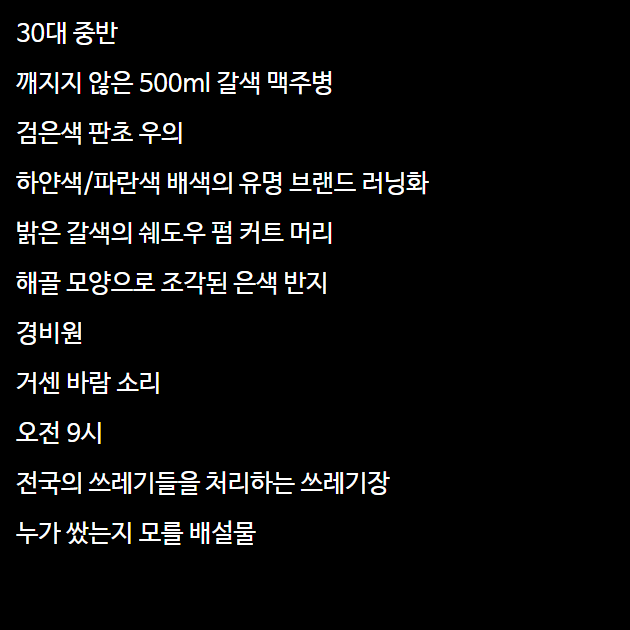 30대 중반
깨지지 않은 500ml 갈색 맥주병
검은색 판초 우의
하얀색/파란색 배색의 유명 브랜드 러닝화
밝은 갈색의 쉐도우 펌 커트 머리
해골 모양으로 조각된 은색 반지
경비원
거센 바람 소리
오전 9시
전국의 쓰레기들을 처리하는 쓰레기장
누가 쌌는지 모를 배설물